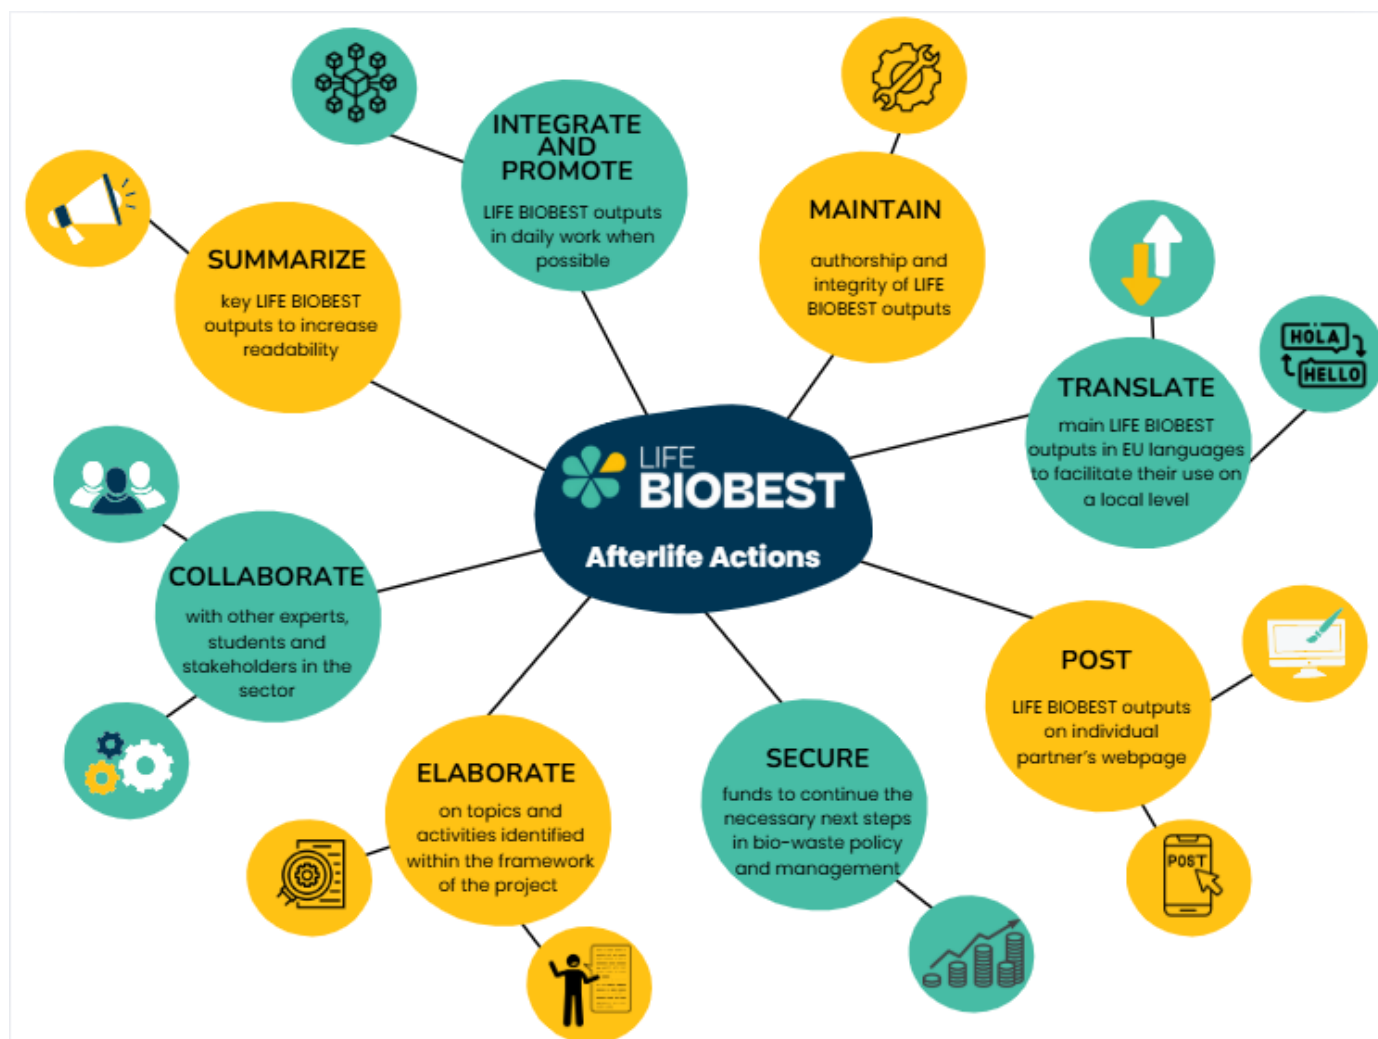 INTEGRATE
AND
PROMOTE
LIFE BIOBEST outputs
in daily work when
possible
MAINTAIN
authorship and
integrity of LIFE
BIOBEST outputs
SUMMARIZE
key LIFE BIOBEST
outputs to increase
readability
HOLA
HELLO
TRANSLATE
main LIFE BIOBEST
outputs in EU languages
to facilitate their use on
a local level
LIFE
BIOBEST
Afterlife Actions
COLLABORATE
with other experts,
students and
stakeholders in the
sector
POST
LIFE BIOBEST outputs
on individual
partner's webpage
ELABORATE
on topics and
activities identified
within the framework
of the project
SECURE
funds to continue the
necessary next steps
in bio-waste policy
and management
POST